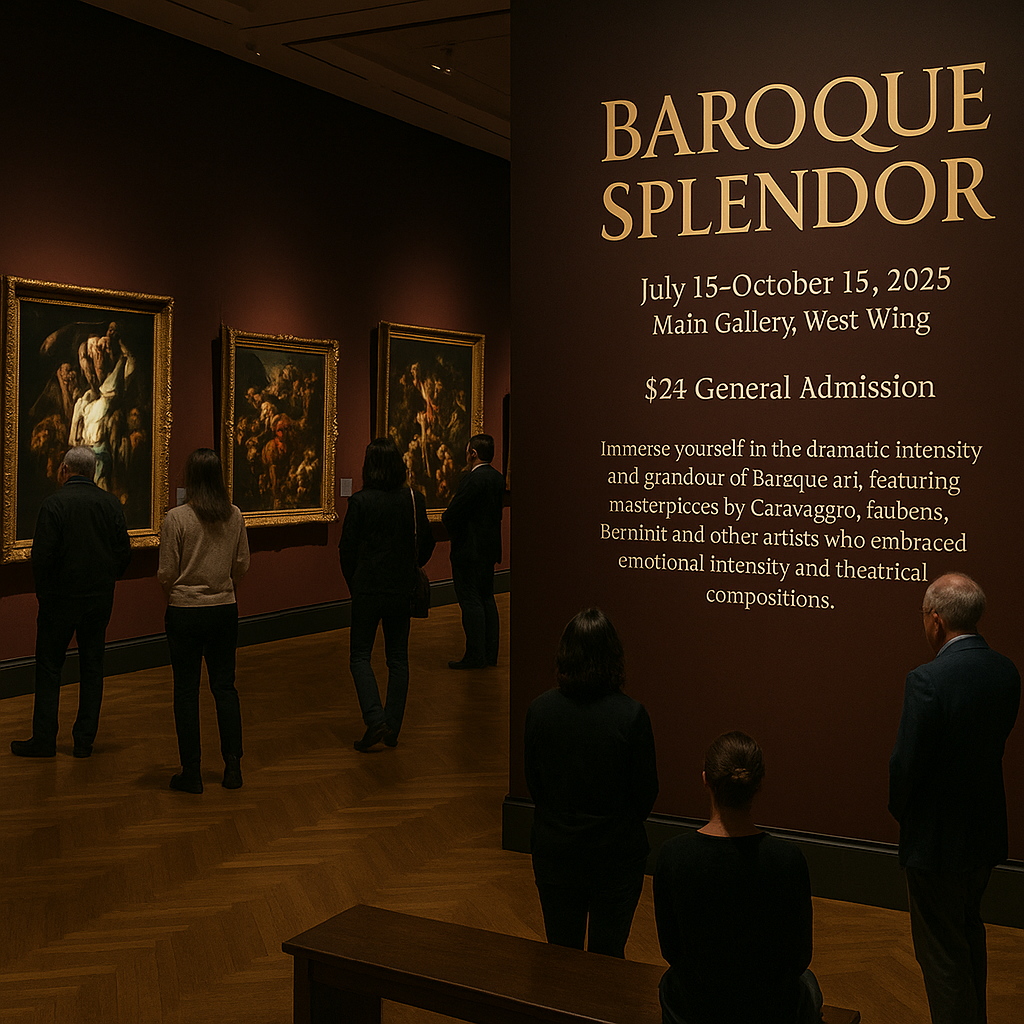 BAROQUE
SPLENDOR
July 15–October 15, 2025
Main Gallery, West Wing
$24 General Admission
Immerse yourself in the dramatic intensity
and grandour of Barque ari, featuring
masterpicces by Caravaggro, faubens,
Berninit and other artists who embraced
emotional intensity and theatrical
compositions.